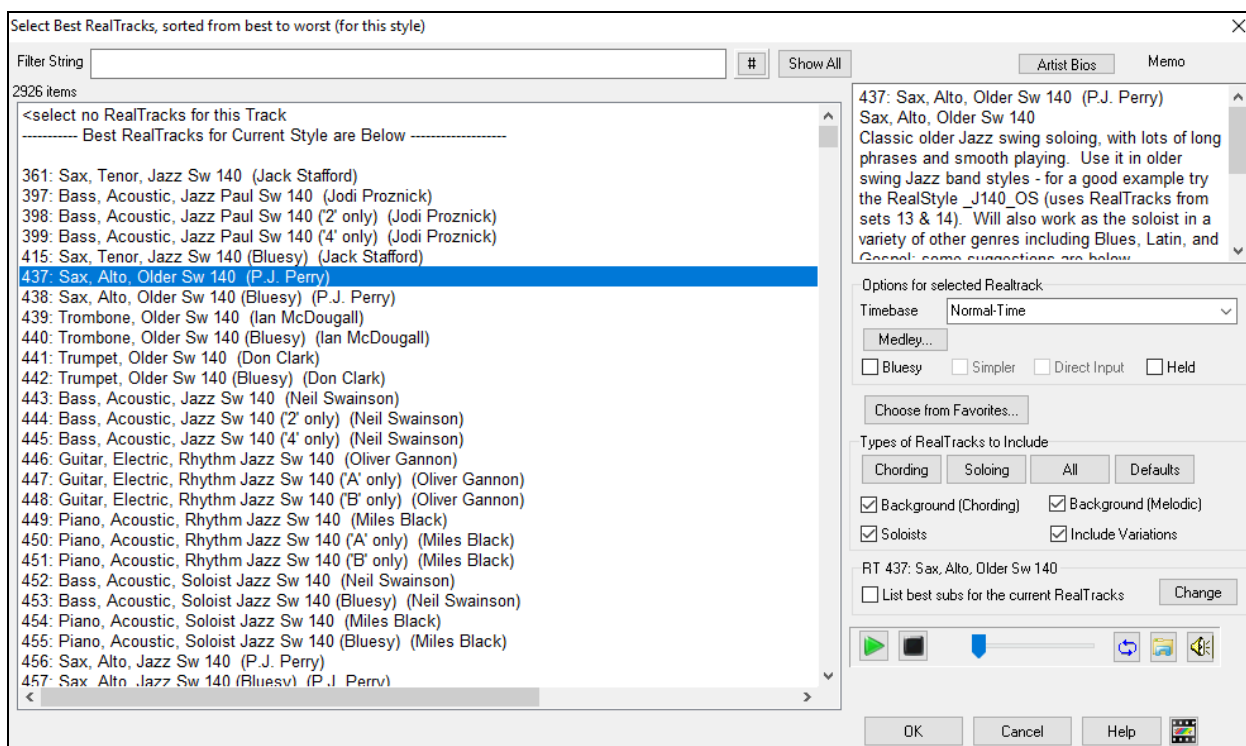 Select Best RealTracks, sorted from best to worst (for this style)
Filter String
#
Show All
Artist Bios
Memo
2926 items
<select no RealTracks for this Track
----------- Best RealTracks for Current Style are Below -------------------
361: Sax, Tenor, Jazz Sw 140 (Jack Stafford)
397: Bass, Acoustic, Jazz Paul Sw 140 (Jodi Proznick)
398: Bass, Acoustic, Jazz Paul Sw 140 ('2' only) (Jodi Proznick)
399: Bass, Acoustic, Jazz Paul Sw 140 ('4' only) (Jodi Proznick)
415: Sax, Tenor, Jazz Sw 140 (Bluesy) (Jack Stafford)
437: Sax, Alto, Older Sw 140 (P.J. Perry)
438: Sax, Alto, Older Sw 140 (Bluesy) (P.J. Perry)
439: Trombone, Older Sw 140 (Ian McDougall)
440: Trombone, Older Sw 140 (Bluesy) (Ian McDougall)
441: Trumpet, Older Sw 140 (Don Clark)
442: Trumpet, Older Sw 140 (Bluesy) (Don Clark)
443: Bass, Acoustic, Jazz Sw 140 (Neil Swainson)
444: Bass, Acoustic, Jazz Sw 140 ('2' only) (Neil Swainson)
445: Bass, Acoustic, Jazz Sw 140 ('4' only) (Neil Swainson)
446: Guitar, Electric, Rhythm Jazz Sw 140 (Oliver Gannon)
447: Guitar, Electric, Rhythm Jazz Sw 140 ('A' only) (Oliver Gannon)
448: Guitar, Electric, Rhythm Jazz Sw 140 ('B' only) (Oliver Gannon)
449: Piano, Acoustic, Rhythm Jazz Sw 140 (Miles Black)
450: Piano, Acoustic, Rhythm Jazz Sw 140 ('A' only) (Miles Black)
451: Piano, Acoustic, Rhythm Jazz Sw 140 ('B' only) (Miles Black)
452: Bass, Acoustic, Soloist Jazz Sw 140 (Neil Swainson)
453: Bass, Acoustic, Soloist Jazz Sw 140 (Bluesy) (Neil Swainson)
454: Piano, Acoustic, Soloist Jazz Sw 140 (Miles Black)
455: Piano, Acoustic, Soloist Jazz Sw 140 (Bluesy) (Miles Black)
456: Sax, Alto, Jazz Sw 140 (P.J. Perry)
457: Sax, Alto, Jazz Sw 140 (Bluesy) (P.J. Perry)
437: Sax, Alto, Older Sw 140 (P.J. Perry)
Sax, Alto, Older Sw 140
Classic older Jazz swing soloing, with lots of long
phrases and smooth playing. Use it in older
swing Jazz band styles - for a good example try
the RealStyle _J140_OS (uses RealTracks from
sets 13 & 14). Will also work as the soloist in a
variety of other genres including Blues, Latin, and
Gospel; some suggestions are below
Options for selected Realtrack
Timebase
Normal-Time
Medley...
Bluesy
Simpler
Direct Input
Held
Choose from Favorites...
Types of RealTracks to Include
Chording
Soloing
All
Defaults
Background (Chording)
Background (Melodic)
Soloists
Include Variations
RT 437: Sax, Alto, Older Sw 140
List best subs for the current RealTracks
Change
OK
Cancel
Help